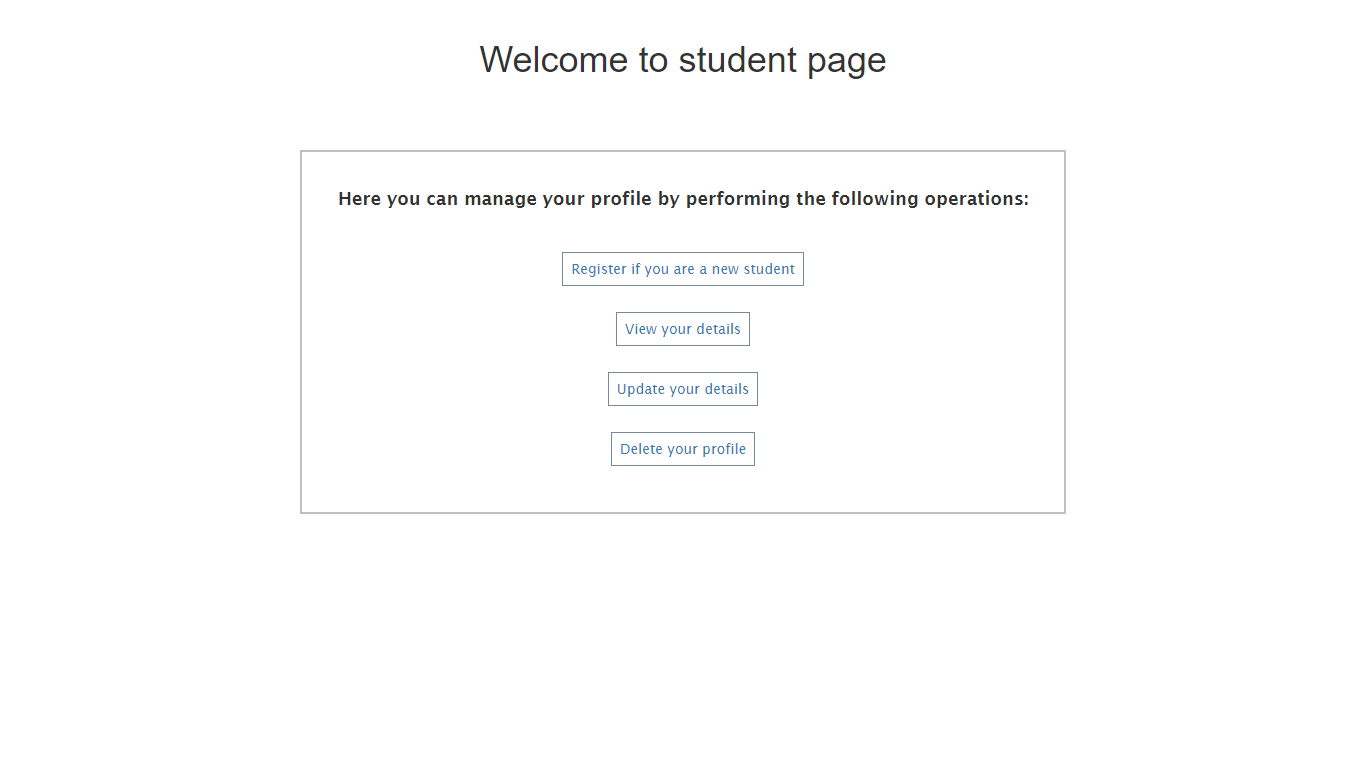 Welcome to student page
Here you can manage your profile by performing the following operations:
Register if you are a new student
View your details
Update your details
Delete your profile